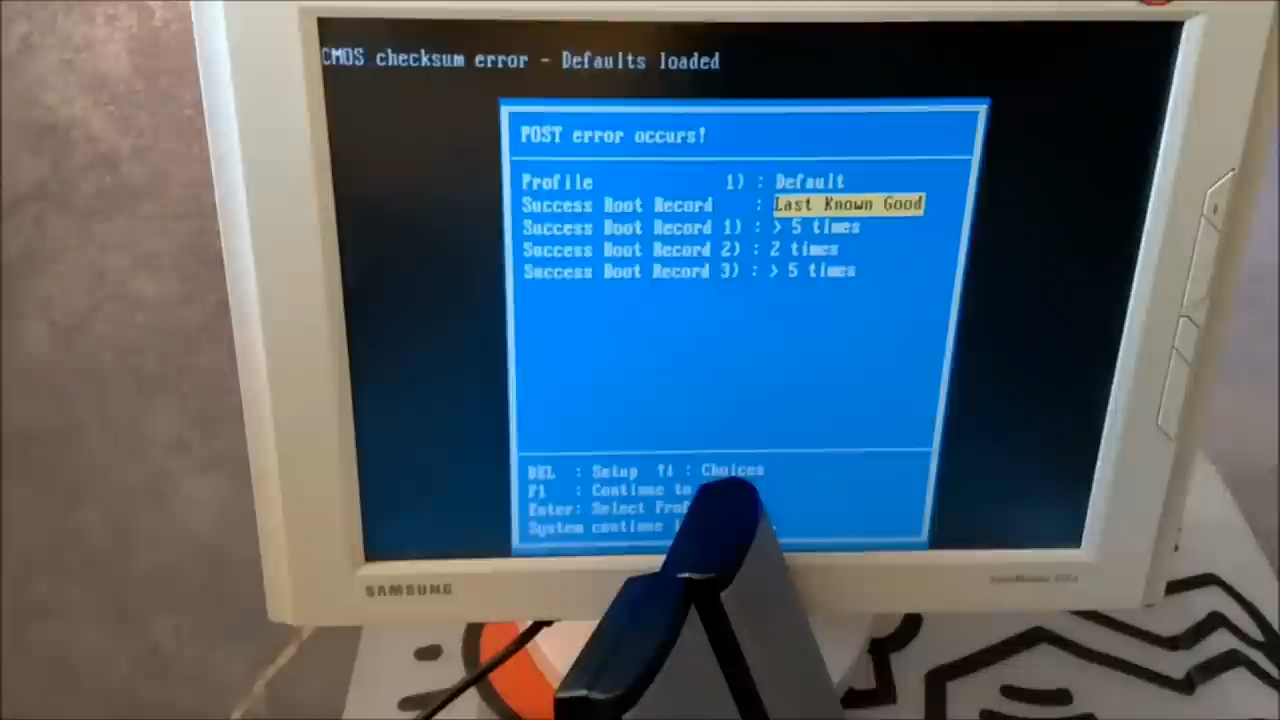 CMOS checksum error - Defaults loaded
POST error occurs!
Profile 1) : Default
Success Boot Record : Last Known Good
Success Boot Record 1) : > 5 times
Success Boot Record 2) : 2 times
Success Boot Record 3) : > 5 times
DEL : Setup ↑↓ : Choices
F1 : Continue to
Enter: Select
System continue
SAMSUNG